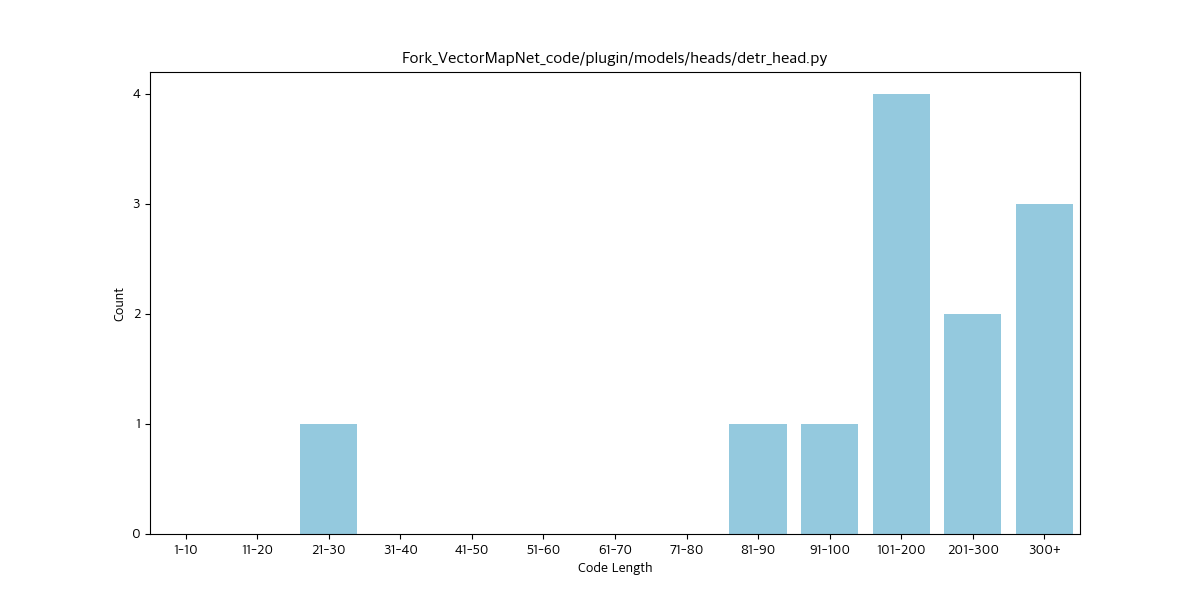 Fork_VectorMapNet_code/plugin/models/heads/detr_head.py
Count
4
3
2
1
0
1-10 11-20 21-30 31-40 41-50 51-60 61-70 71-80 81-90 91-100 101-200 201-300 300+
Code Length